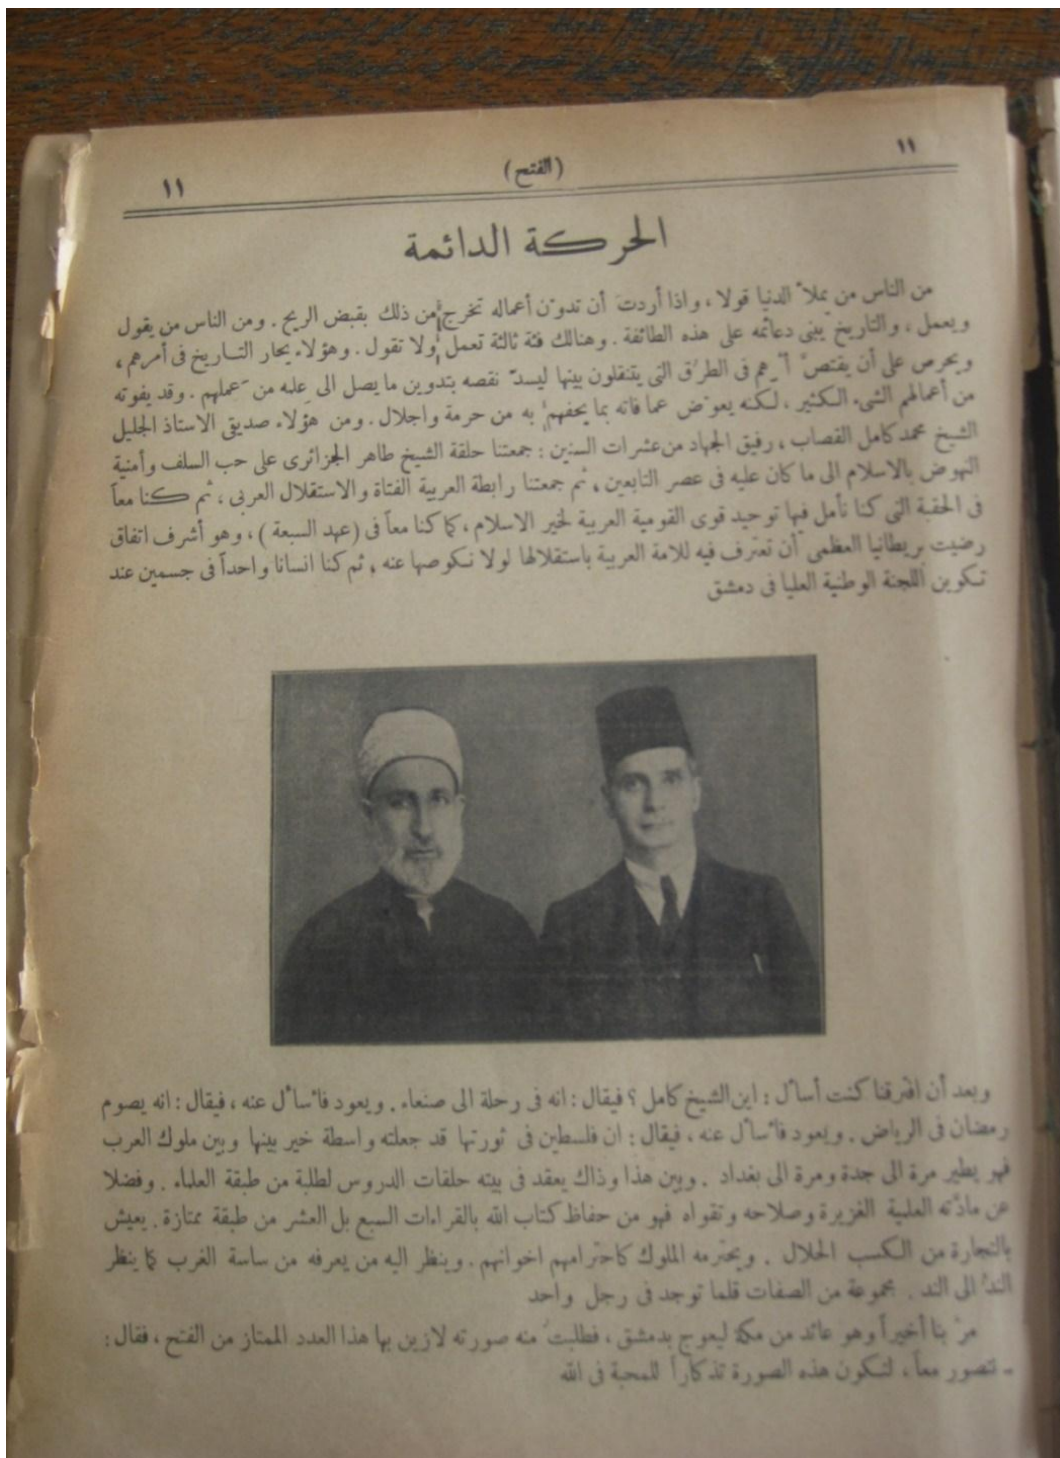 ١١
(الفتح)
١١
الحركة الدائمة
من الناس من يملأ الدنيا قولا ، واذا أردتَ أن تدوّن أعماله تخرج من ذلك بقبض الريح . ومن الناس من يقول
ويعمل ، والتاريخ يبنى دعائمه على هذه الطائفة . وهنالك فئة ثالثة تعمل ولا تقول . وهؤلاء يحار التاريخ فى أمرهم ،
ويحرص على أن يقتصّ أثرهم فى الطرق التى يتنقلون بينها ليسدّ نقصه بتدوين ما يصل الى علمه من عملهم . وقد يفوته
من أعمالهم الشىء الكثير ، لكنه يعوّض عما فاته بما يحفهم به من حرمة واجلال . ومن هؤلاء صديقى الاستاذ الجليل
الشيخ محمد كامل القصاب ، رفيق الجهاد من عشرات السنين : جمعتنا حلقة الشيخ طاهر الجزائرى على حب السلف وأمنية
النهوض بالاسلام الى ما كان عليه فى عصر التابعين . ثم جمعتنا رابطة العربية الفتاة والاستقلال العربى ، ثم كنا معاً
فى الحقبة التى كنا نأمل فيها توحيد قوى القومية العربية لخير الاسلام ، كما كنا معاً فى (عهد السبعة) ، وهو أشرف اتفاق
رضيت بريطانيا العظمى أن تعترف فيه للامة العربية باستقلالها لولا نكوصها عنه ، ثم كنا انسانا واحداً فى جسمين عند
تكوين اللجنة الوطنية العليا فى دمشق
وبعد أن افترقنا كنت أسأل : اين الشيخ كامل ؟ فيقال : انه فى رحلة الى صنعاء . ويعود فأسأل عنه ، فيقال : انه يصوم
رمضان فى الرياض . ويعود فأسأل عنه ، فيقال : ان فلسطين فى ثورتها قد جعلته واسطة خير بينها وبين ملوك العرب
فهو يطير مرة الى جدة ومرة الى بغداد . وبين هذا وذاك يعقد فى بيته حلقات الدروس لطلبة من طبقة العلماء . وفضلا
عن مادّته العلمية الغزيرة وصلاحه وتقواه فهو من حفاظ كتاب الله بالقراءات السبع بل العشر من طبقة ممتازة . يعيش
بالتجارة من الكسب الحلال . ويحترمه الملوك كاحترامهم اخوانهم . وينظر اليه من يعرفه من ساسة الغرب كما ينظر
الندّ الى الند . مجموعة من الصفات قلما توجد فى رجل واحد
مرّ بنا أخيراً وهو عائد من مكة ليعوج بدمشق ، فطلبتُ منه صورته لازين بها هذا العدد الممتاز من الفتح ، فقال :
ـ نتصور معاً ، لتكون هذه الصورة تذكاراً للمحبة فى الله